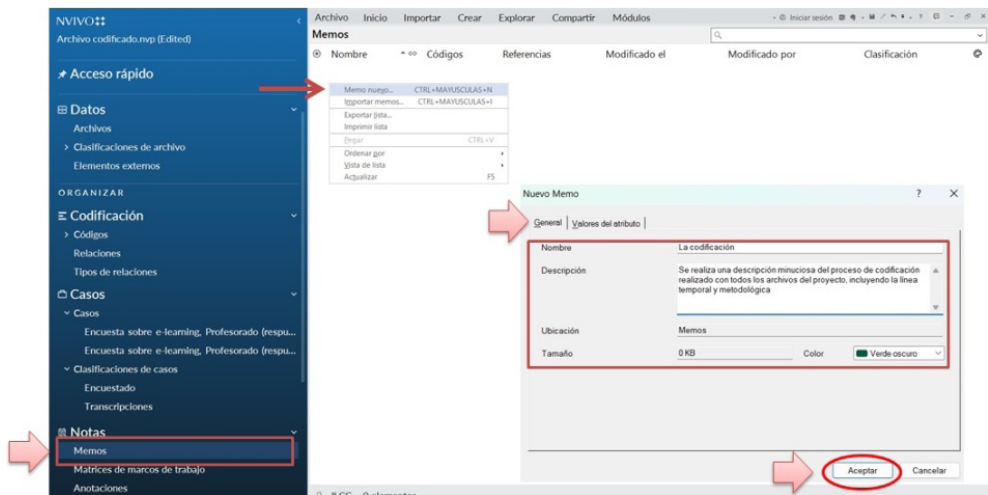 NVIVO
Archivo codificado.nvp (Edited)
Acceso rápido
Datos
Archivos
Clasificaciones de archivo
Elementos externos
ORGANIZAR
Codificación
Códigos
Relaciones
Tipos de relaciones
Casos
Casos
Encuesta sobre e-learning, Profesorado (respu...
Encuesta sobre e-learning, Profesorado (respu...
Clasificaciones de casos
Encuestado
Transcripciones
Notas
Memos
Matrices de marcos de trabajo
Anotaciones
Archivo Inicio Importar Crear Explorar Compartir Módulos Iniciar sesión
Memos
Nombre Códigos Referencias Modificado el Modificado por Clasificación
Memo nuevo... CTRL+MAYUSCULAS+N
Importar memos... CTRL+MAYUSCULAS+I
Exportar lista...
Imprimir lista
Pegar CTRL+V
Ordenar por
Vista de lista
Actualizar F5
Nuevo Memo ? X
General Valores del atributo
Nombre La codificación
Descripción Se realiza una descripción minuciosa del proceso de codificación
realizado con todos los archivos del proyecto, incluyendo la línea
temporal y metodológica
Ubicación Memos
Tamaño 0 KB Color Verde oscuro
Aceptar Cancelar
0 elementos